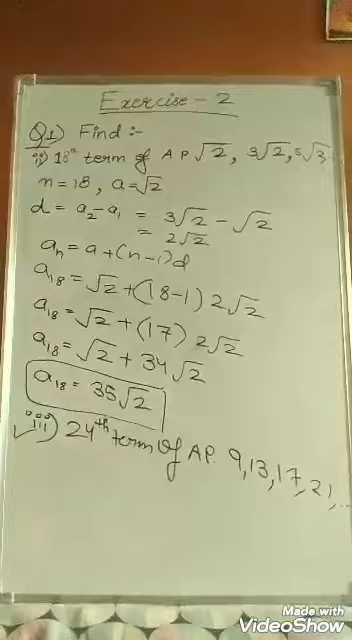 Exercise - 2
Q1) Find :-
ii) 18th term of A P √2, 3√2, 5√3
n = 18, a = √2
d = a₂ - a₁ = 3√2 - √2
= 2√2
aₙ = a + (n - 1)d
a₁₈ = √2 + (18 - 1) 2√2
a₁₈ = √2 + (17) 2√2
a₁₈ = √2 + 34√2
a₁₈ = 35√2
iii) 24th term of A P. 9, 13, 17, 21, ..
Made with
VideoShow